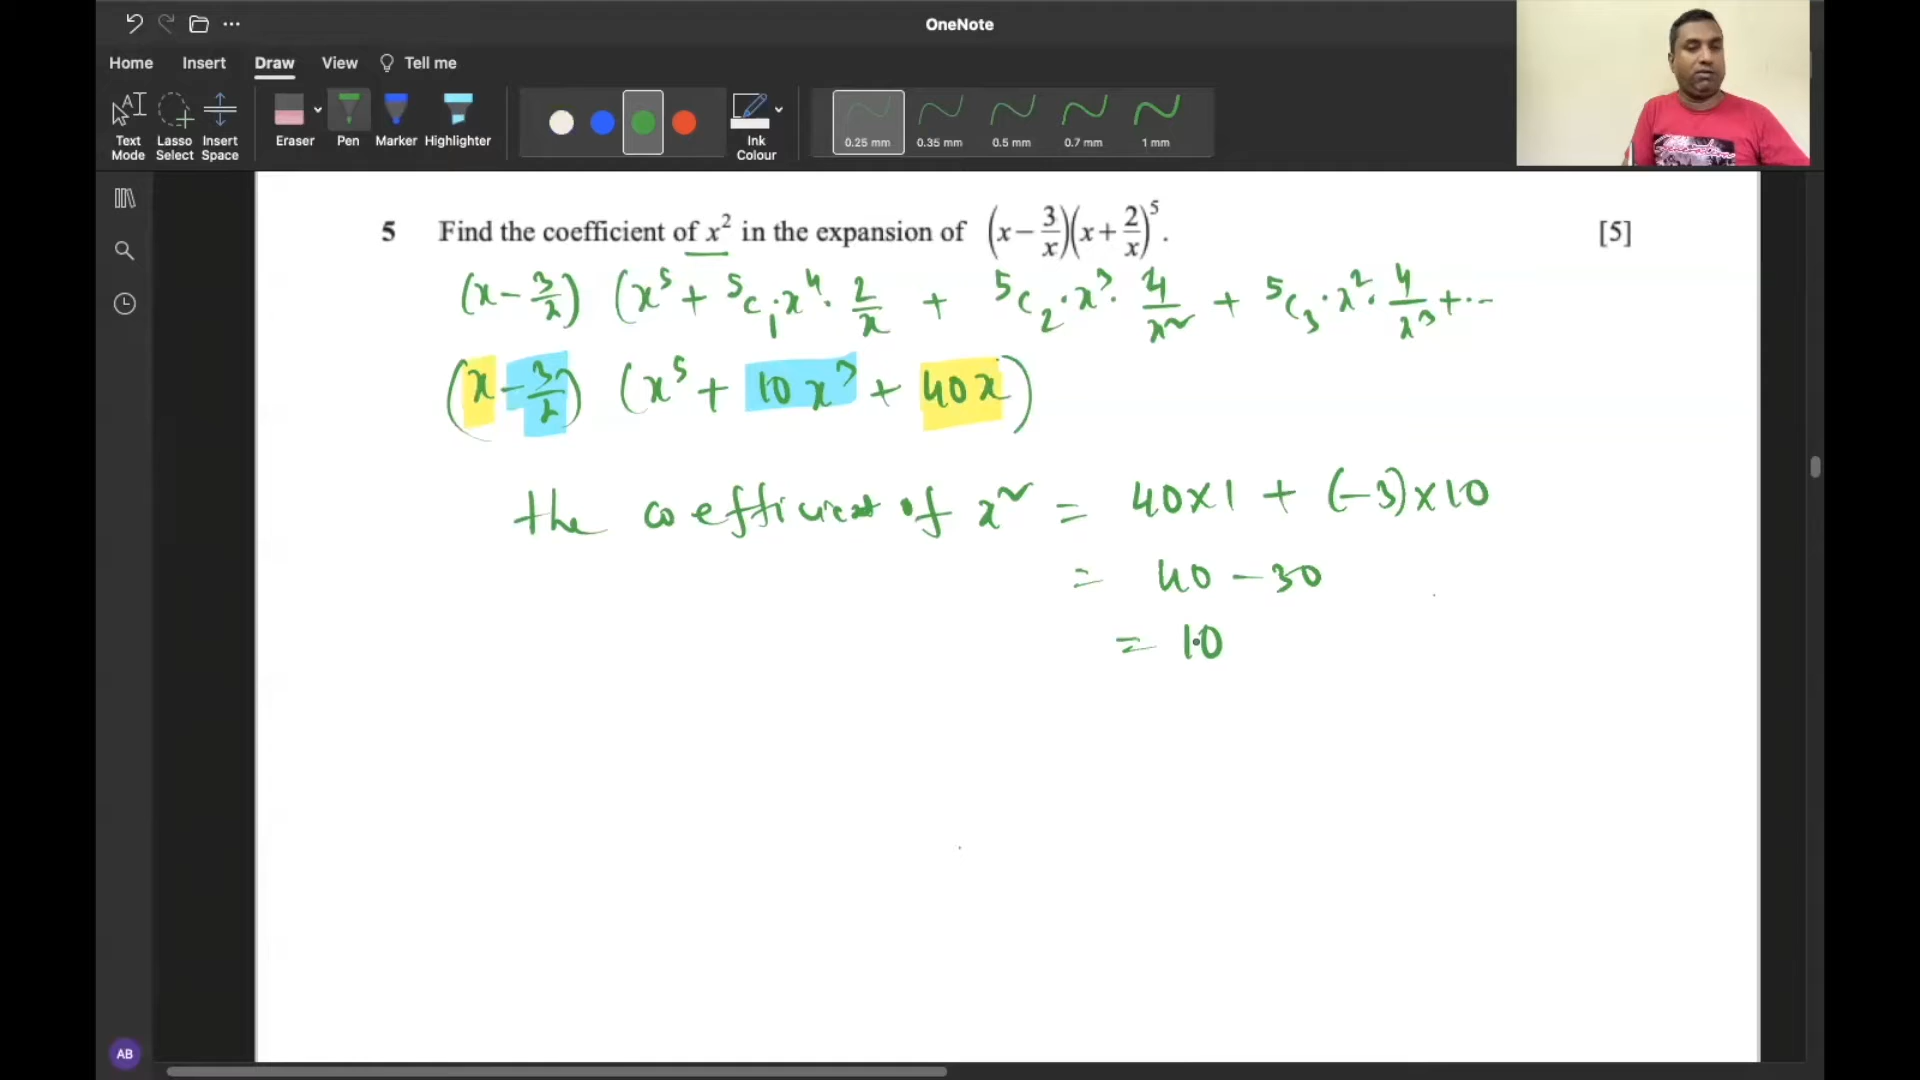 OneNote
Home Insert Draw View Tell me
Text Mode Lasso Select Insert Space Eraser Pen Marker Highlighter Ink Colour 0.25 mm 0.35 mm 0.5 mm 0.7 mm 1 mm
5 Find the coefficient of x² in the expansion of (x − 3/x)(x + 2/x)⁵. [5]
(x − 3/x) (x⁵ + ⁵C₁·x⁴· 2/x + ⁵C₂·x³· 4/x² + ⁵C₃·x²· 4/x³ + ...
(x − 3/x) (x⁵ + 10x³ + 40x)
the coefficient of x² = 40×1 + (−3)×10
= 40 − 30
= 10
AB